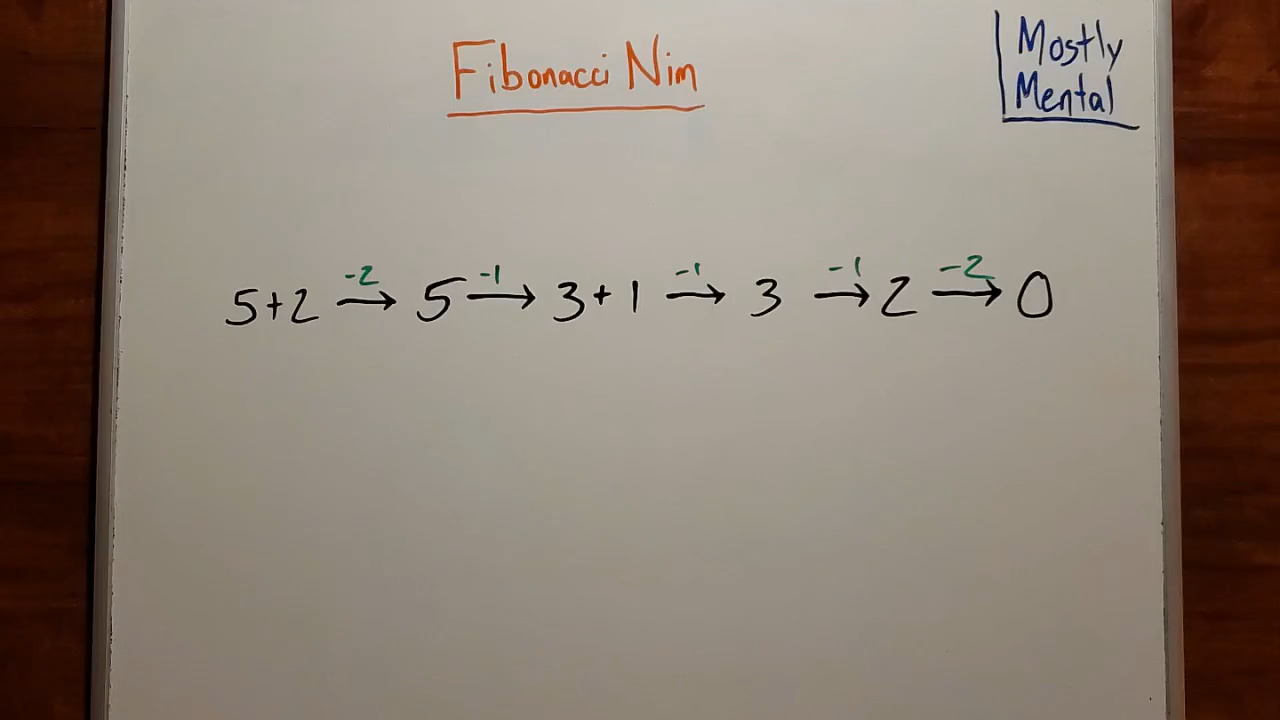 Fibonacci Nim
Mostly
Mental
-2 -1 -1 -1 -2
5+2 → 5 → 3+1 → 3 → 2 → 0